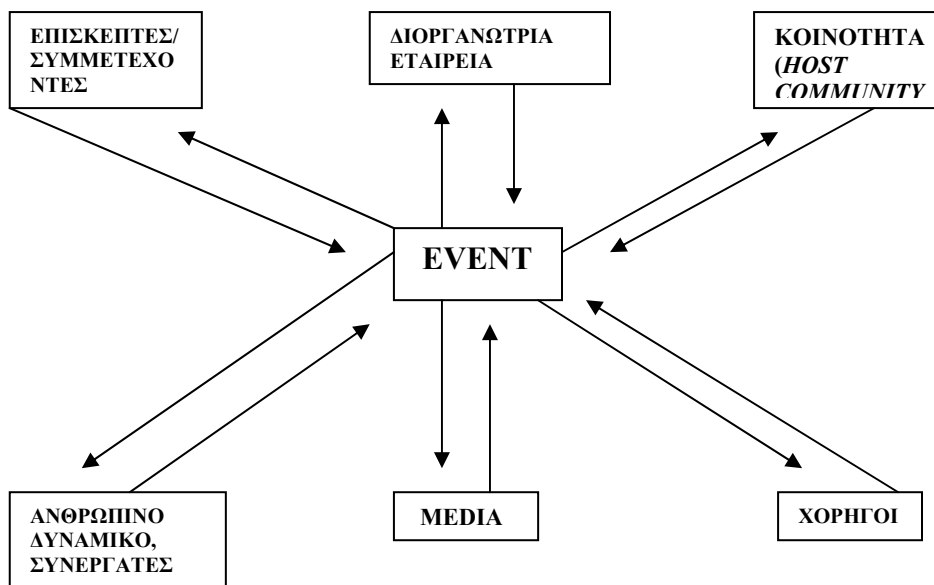 ΕΠΙΣΚΕΠΤΕΣ/
ΣΥΜΜΕΤΕΧΟ
ΝΤΕΣ
ΔΙΟΡΓΑΝΩΤΡΙΑ
ΕΤΑΙΡΕΙΑ
ΚΟΙΝΟΤΗΤΑ
(HOST
COMMUNITY
EVENT
ΑΝΘΡΩΠΙΝΟ
ΔΥΝΑΜΙΚΟ,
ΣΥΝΕΡΓΑΤΕΣ
MEDIA
ΧΟΡΗΓΟΙ